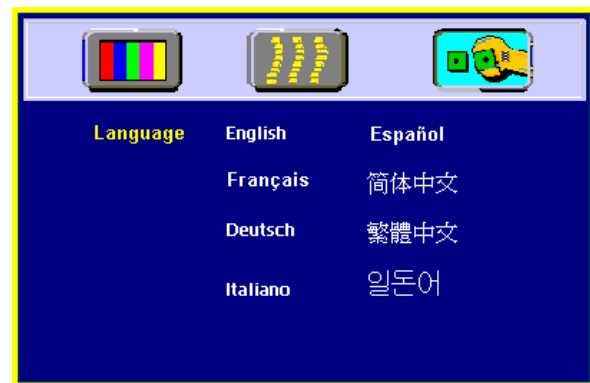 Language English Español
Français 简体中文
Deutsch 繁體中文
Italiano 일돈어